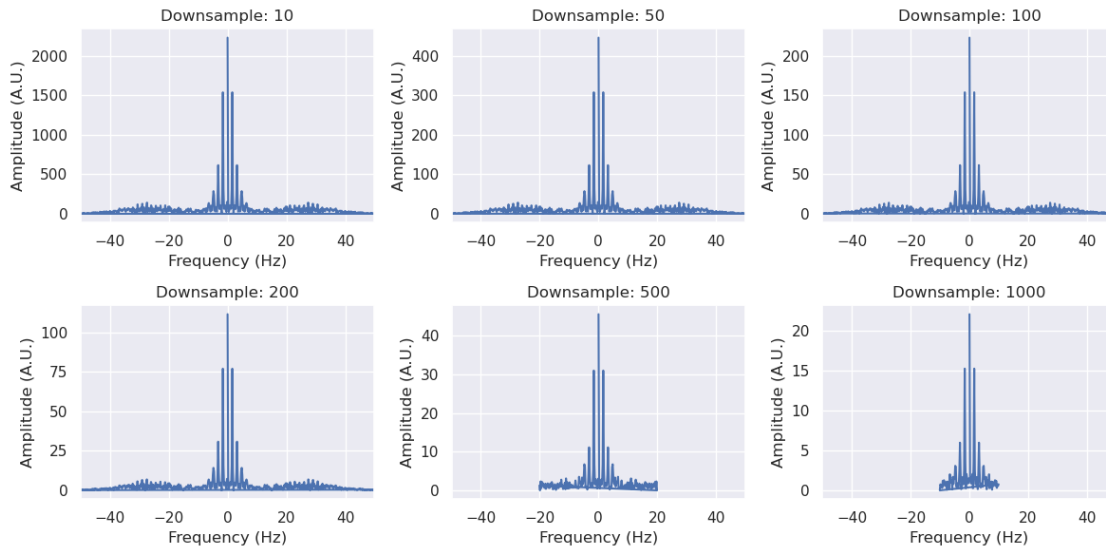 Downsample: 10
Amplitude (A.U.)
2000
1500
1000
500
0
−40 −20 0 20 40
Frequency (Hz)
Downsample: 50
Amplitude (A.U.)
400
300
200
100
0
−40 −20 0 20 40
Frequency (Hz)
Downsample: 100
Amplitude (A.U.)
200
150
100
50
0
−40 −20 0 20 40
Frequency (Hz)
Downsample: 200
Amplitude (A.U.)
100
75
50
25
0
−40 −20 0 20 40
Frequency (Hz)
Downsample: 500
Amplitude (A.U.)
40
30
20
10
0
−40 −20 0 20 40
Frequency (Hz)
Downsample: 1000
Amplitude (A.U.)
20
15
10
5
0
−40 −20 0 20 40
Frequency (Hz)